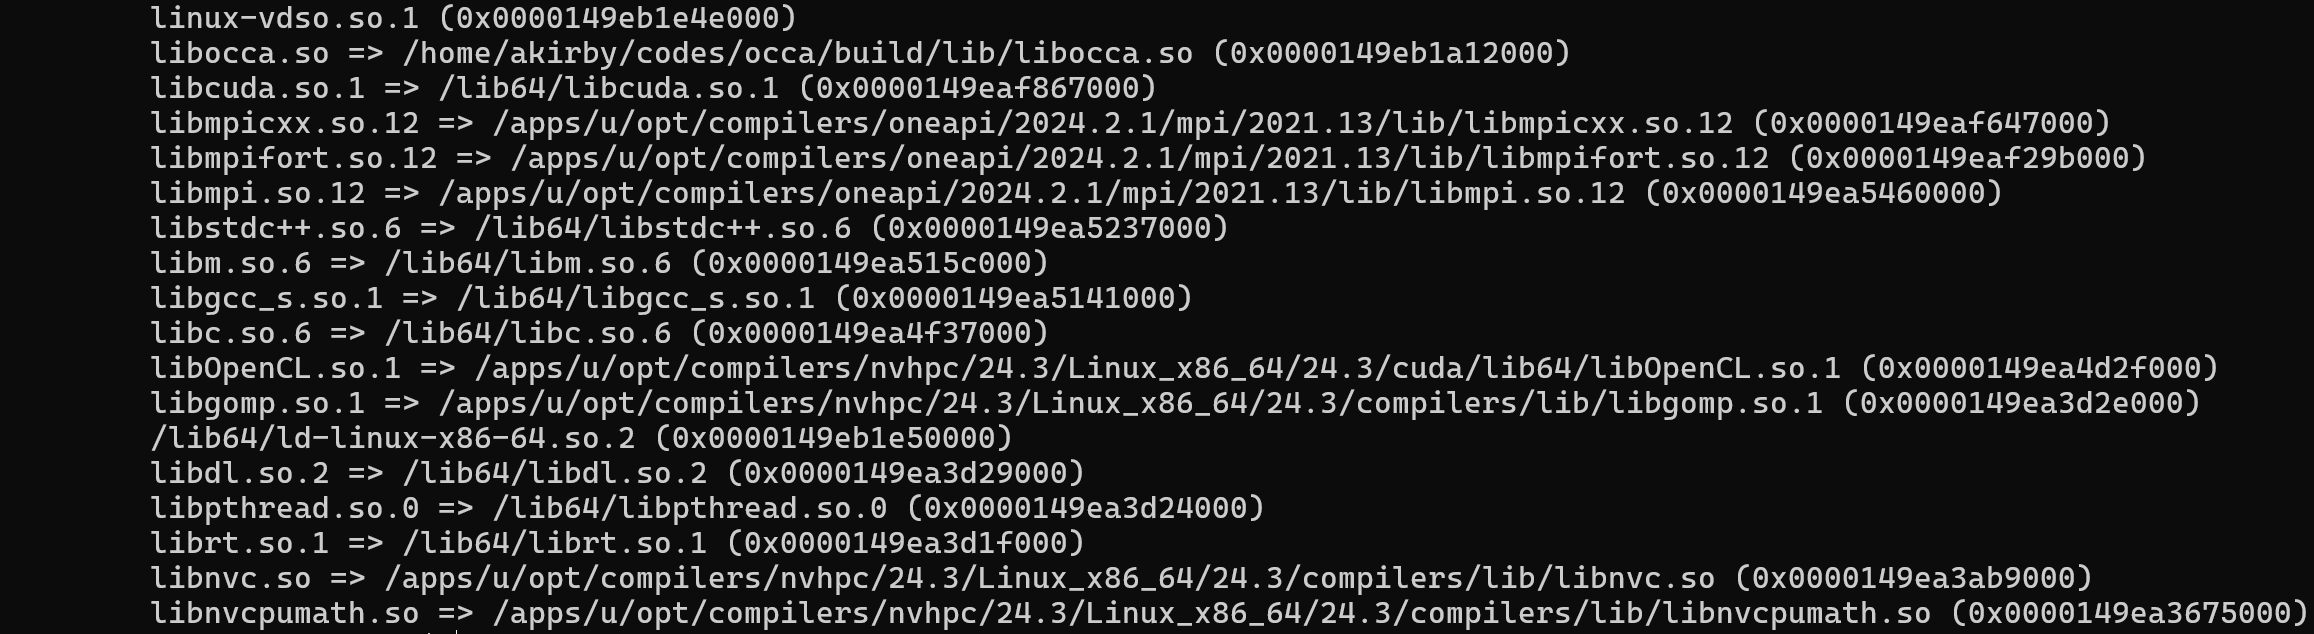 linux-vdso.so.1 (0x0000149eb1e4e000)
libocca.so => /home/akirby/codes/occa/build/lib/libocca.so (0x0000149eb1a12000)
libcuda.so.1 => /lib64/libcuda.so.1 (0x0000149eaf867000)
libmpicxx.so.12 => /apps/u/opt/compilers/oneapi/2024.2.1/mpi/2021.13/lib/libmpicxx.so.12 (0x0000149eaf647000)
libmpifort.so.12 => /apps/u/opt/compilers/oneapi/2024.2.1/mpi/2021.13/lib/libmpifort.so.12 (0x0000149eaf29b000)
libmpi.so.12 => /apps/u/opt/compilers/oneapi/2024.2.1/mpi/2021.13/lib/libmpi.so.12 (0x0000149ea5460000)
libstdc++.so.6 => /lib64/libstdc++.so.6 (0x0000149ea5237000)
libm.so.6 => /lib64/libm.so.6 (0x0000149ea515c000)
libgcc_s.so.1 => /lib64/libgcc_s.so.1 (0x0000149ea5141000)
libc.so.6 => /lib64/libc.so.6 (0x0000149ea4f37000)
libOpenCL.so.1 => /apps/u/opt/compilers/nvhpc/24.3/Linux_x86_64/24.3/cuda/lib64/libOpenCL.so.1 (0x0000149ea4d2f000)
libgomp.so.1 => /apps/u/opt/compilers/nvhpc/24.3/Linux_x86_64/24.3/compilers/lib/libgomp.so.1 (0x0000149ea3d2e000)
/lib64/ld-linux-x86-64.so.2 (0x0000149eb1e50000)
libdl.so.2 => /lib64/libdl.so.2 (0x0000149ea3d29000)
libpthread.so.0 => /lib64/libpthread.so.0 (0x0000149ea3d24000)
librt.so.1 => /lib64/librt.so.1 (0x0000149ea3d1f000)
libnvc.so => /apps/u/opt/compilers/nvhpc/24.3/Linux_x86_64/24.3/compilers/lib/libnvc.so (0x0000149ea3ab9000)
libnvcpumath.so => /apps/u/opt/compilers/nvhpc/24.3/Linux_x86_64/24.3/compilers/lib/libnvcpumath.so (0x0000149ea3675000)